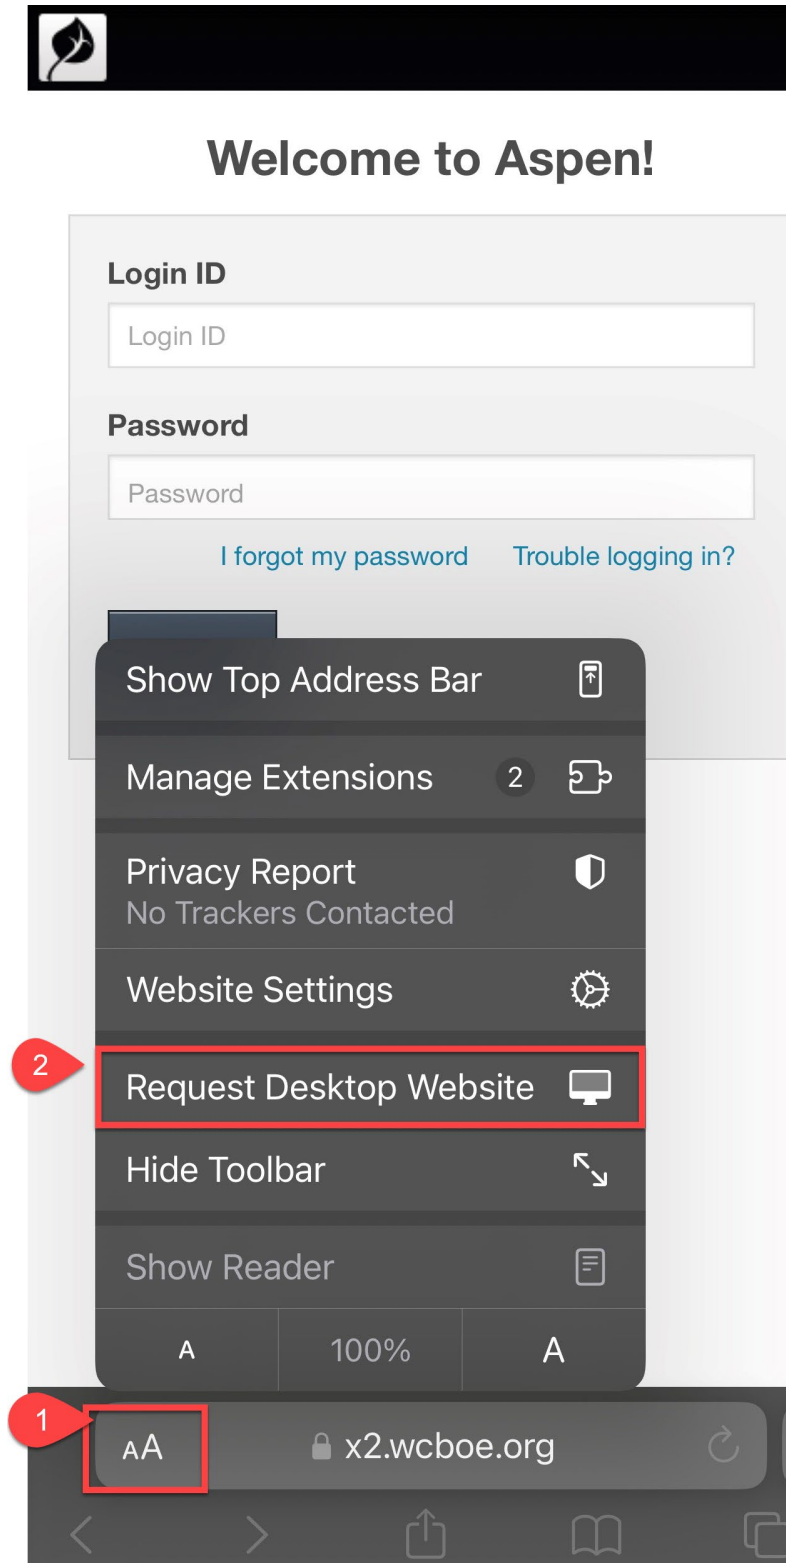 Welcome to Aspen!
Login ID
Login ID
Password
Password
I forgot my password Trouble logging in?
Show Top Address Bar
Manage Extensions 2
Privacy Report
No Trackers Contacted
Website Settings
2
Request Desktop Website
Hide Toolbar
Show Reader
A 100% A
1
AA x2.wcboe.org